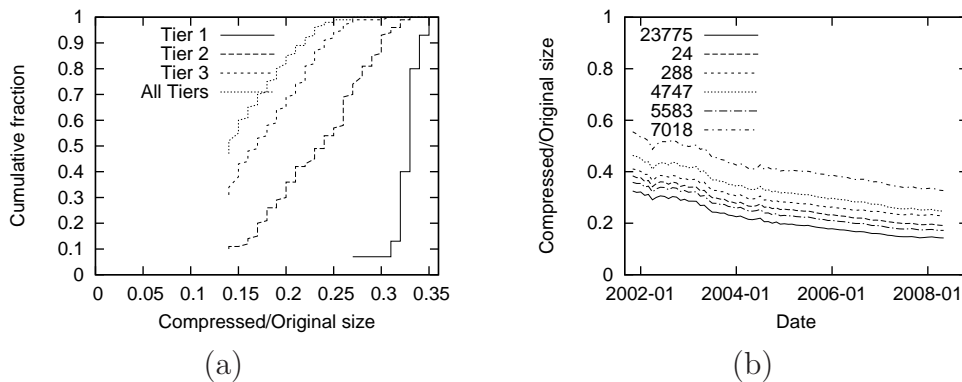 1
0.9
0.8
0.7
0.6
0.5
0.4
0.3
0.2
0.1
0
Cumulative fraction
Tier 1
Tier 2
Tier 3
All Tiers
0 0.05 0.1 0.15 0.2 0.25 0.3 0.35
Compressed/Original size
(a)
1
0.8
0.6
0.4
0.2
0
Compressed/Original size
23775
24
288
4747
5583
7018
2002-01 2004-01 2006-01 2008-01
Date
(b)